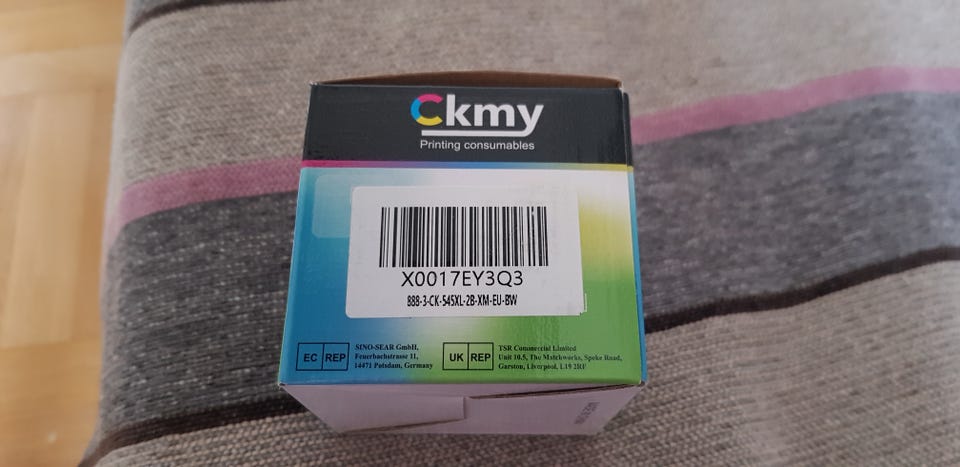 Ckmy
Printing consumables
X0017EY3Q3
888-3-CK-545XL-2B-XM-EU-BW
EC REP
SINO-SEAR GmbH,
Feuerbachstrasse 11,
14471 Potsdam, Germany
UK REP
TSR Commercial Limited
Unit 10.5, The Matchworks, Speke Road,
Garston, Liverpool, L19 2RF